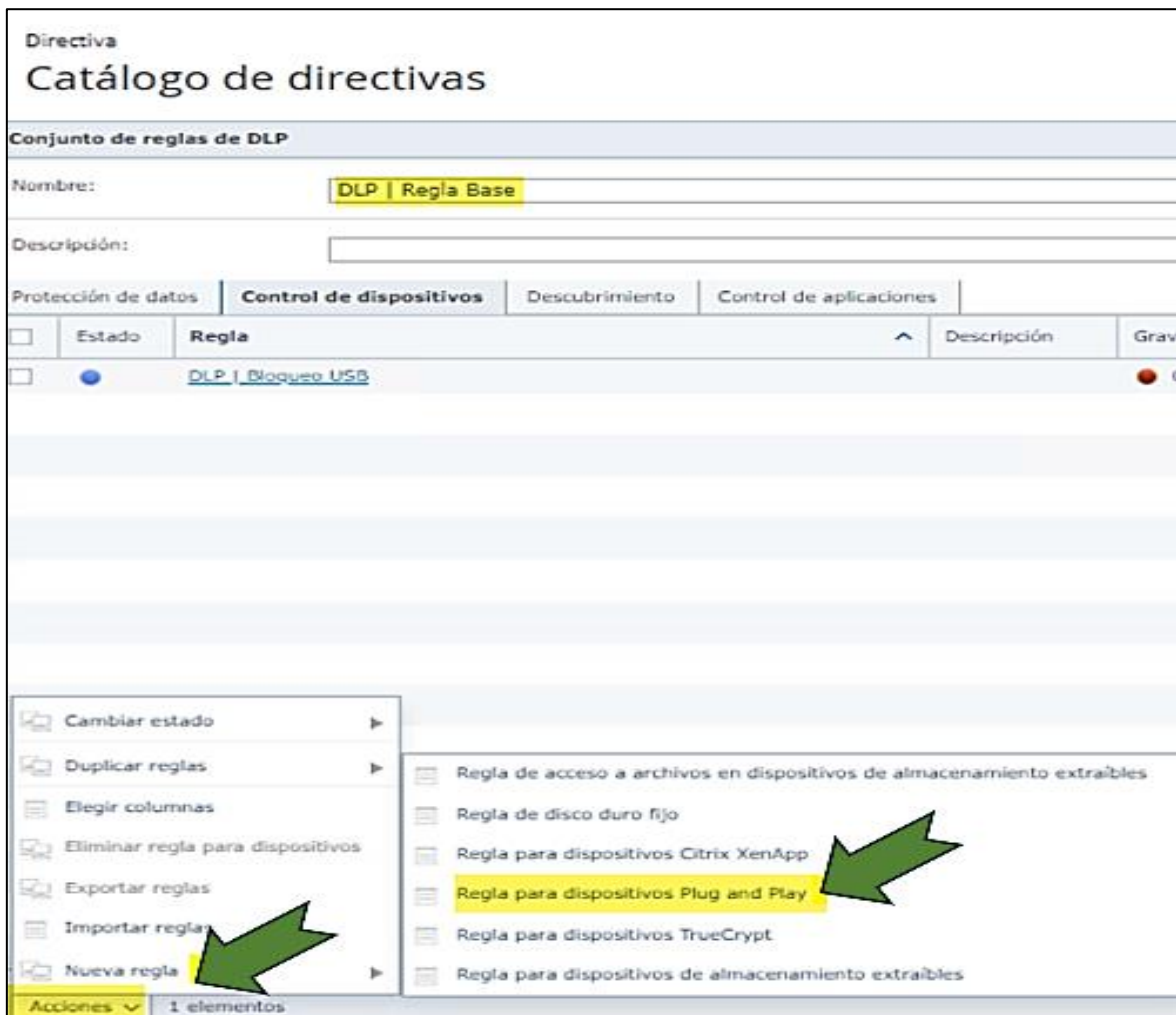 Directiva
Catálogo de directivas
Conjunto de reglas de DLP
Nombre: DLP | Regla Base
Descripción:
Protección de datos Control de dispositivos Descubrimiento Control de aplicaciones
Estado Regla Descripción Grav
DLP | Bloqueo USB
Cambiar estado
Duplicar reglas
Elegir columnas
Eliminar regla para dispositivos
Exportar reglas
Importar reglas
Nueva regla
Regla de acceso a archivos en dispositivos de almacenamiento extraíbles
Regla de disco duro fijo
Regla para dispositivos Citrix XenApp
Regla para dispositivos Plug and Play
Regla para dispositivos TrueCrypt
Regla para dispositivos de almacenamiento extraíbles
Acciones 1 elementos